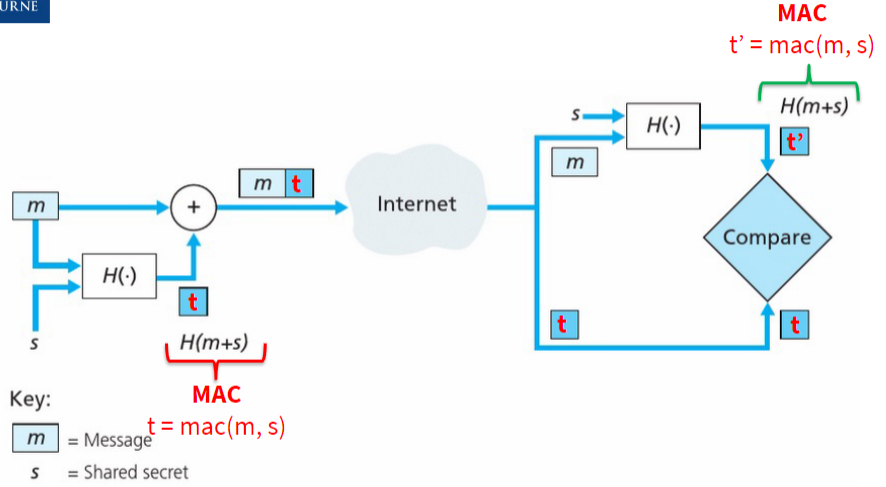 URNE
MAC
t' = mac(m, s)
H(m+s)
s
H(·)
t’
m
m t
Internet
m
+
Compare
H(·)
t
t
t
s
H(m+s)
MAC
t = mac(m, s)
Key:
m = Message
s = Shared secret